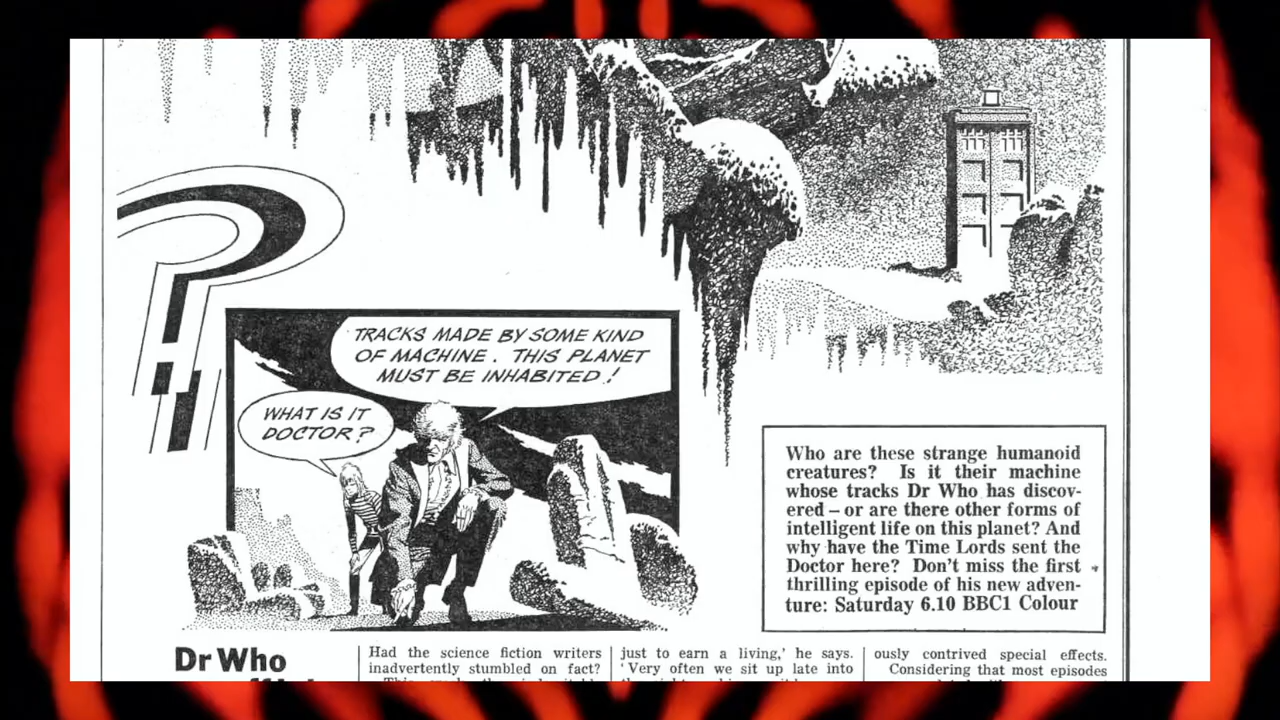 TRACKS MADE BY SOME KIND
OF MACHINE. THIS PLANET
MUST BE INHABITED!
WHAT IS IT
DOCTOR?
Who are these strange humanoid
creatures? Is it their machine
whose tracks Dr Who has discov-
ered – or are there other forms of
intelligent life on this planet? And
why have the Time Lords sent the
Doctor here? Don't miss the first
thrilling episode of his new adven-
ture: Saturday 6.10 BBC1 Colour
Dr Who
Had the science fiction writers
inadvertently stumbled on fact?
just to earn a living,' he says.
'Very often we sit up late into
ously contrived special effects.
Considering that most episodes